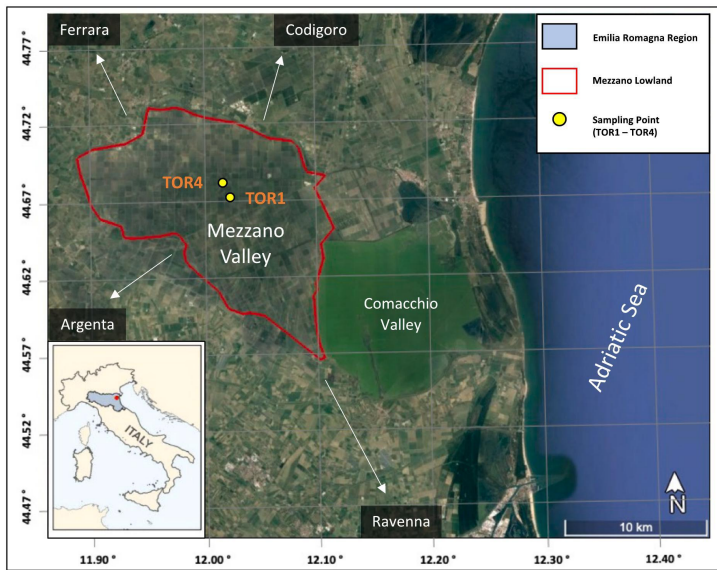 Ferrara
Codigoro
Emilia Romagna Region
Mezzano Lowland
Sampling Point
(TOR1 – TOR4)
44.77°
44.72°
44.67°
44.62°
44.57°
44.52°
44.47°
TOR4
TOR1
Mezzano
Valley
Comacchio
Valley
Adriatic Sea
Argenta
ITALY
Ravenna
N
10 km
11.90°
12.00°
12.10°
12.20°
12.30°
12.40°